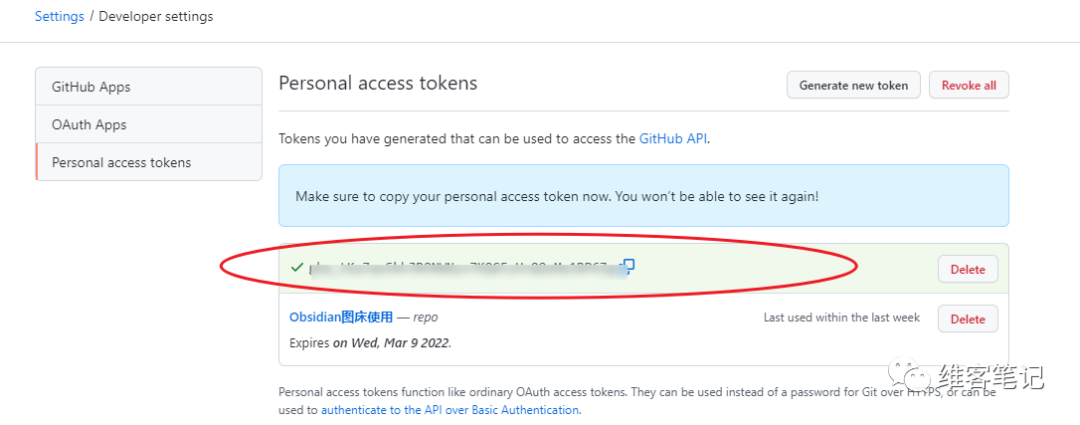 Settings / Developer settings
GitHub Apps
OAuth Apps
Personal access tokens
Personal access tokens
Generate new token
Revoke all
Tokens you have generated that can be used to access the GitHub API.
Make sure to copy your personal access token now. You won't be able to see it again!
Delete
Obsidian图床使用 — repo
Last used within the last week
Delete
Expires on Wed, Mar 9 2022.
维客笔记
Personal access tokens function like ordinary OAuth access tokens. They can be used instead of a password for Git over HTTPS, or can be
used to authenticate to the API over Basic Authentication.